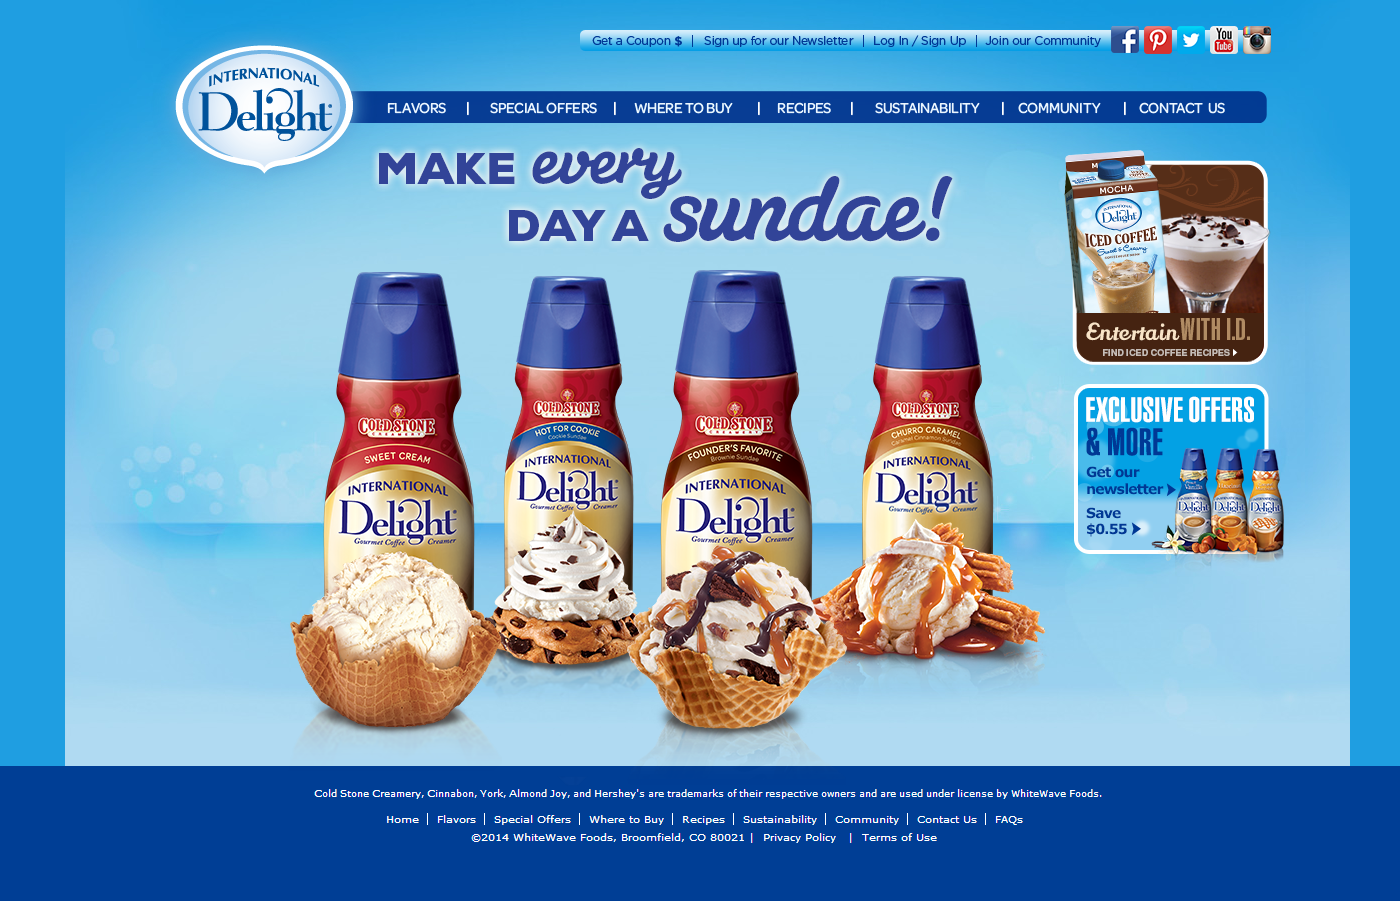 Get a Coupon $ | Sign up for our Newsletter | Log In / Sign Up | Join our Community
You
Tube
INTERNATIONAL
Delight
FLAVORS | SPECIAL OFFERS | WHERE TO BUY | RECIPES | SUSTAINABILITY | COMMUNITY | CONTACT US
MAKE every
DAY A sundae!
COLD STONE
CREAMERY
SWEET CREAM
INTERNATIONAL
Delight
Gourmet Coffee Creamer
COLD STONE
CREAMERY
HOT FOR COOKIE
Cookie Sundae
INTERNATIONAL
Delight
Gourmet Coffee Creamer
COLD STONE
CREAMERY
FOUNDER'S FAVORITE
Brownie Sundae
INTERNATIONAL
Delight
Gourmet Coffee Creamer
COLD STONE
CREAMERY
CHURRO CARAMEL
Caramel Cinnamon Sundae
INTERNATIONAL
Delight
Gourmet Coffee Creamer
MOCHA
INTERNATIONAL
Delight
ICED COFFEE
Sweet & Creamy
Entertain WITH I.D.
FIND ICED COFFEE RECIPES
EXCLUSIVE OFFERS
& MORE
Get our
newsletter
Save
$0.55
Delight
Delight
Delight
Cold Stone Creamery, Cinnabon, York, Almond Joy, and Hershey's are trademarks of their respective owners and are used under license by WhiteWave Foods.
Home | Flavors | Special Offers | Where to Buy | Recipes | Sustainability | Community | Contact Us | FAQs
©2014 WhiteWave Foods, Broomfield, CO 80021 | Privacy Policy | Terms of Use